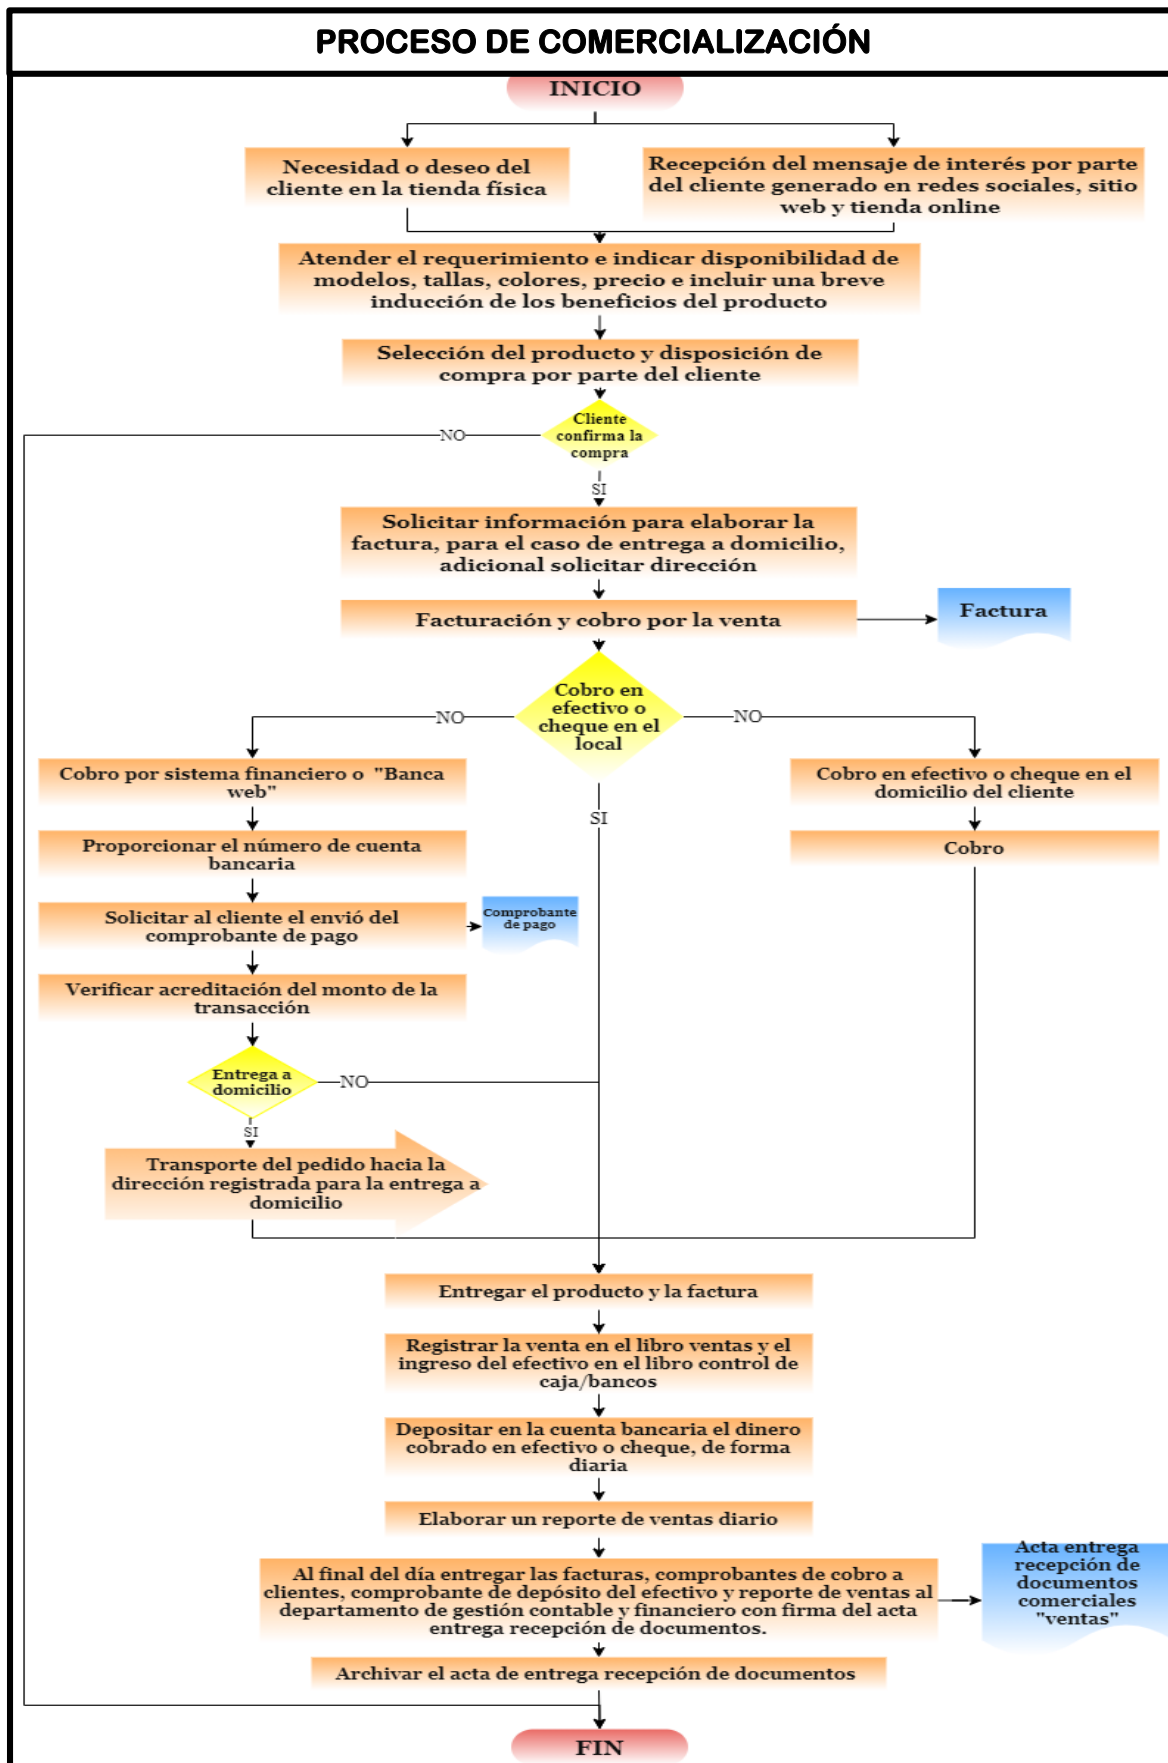 PROCESO DE COMERCIALIZACIÓN
INICIO
Necesidad o deseo del
cliente en la tienda física
Recepción del mensaje de interés por parte
del cliente generado en redes sociales, sitio
web y tienda online
Atender el requerimiento e indicar disponibilidad de
modelos, tallas, colores, precio e incluir una breve
inducción de los beneficios del producto
Selección del producto y disposición de
compra por parte del cliente
Cliente
confirma la
compra
NO
SI
Solicitar información para elaborar la
factura, para el caso de entrega a domicilio,
adicional solicitar dirección
Facturación y cobro por la venta
Factura
Cobro en
efectivo o
cheque en el
local
NO
NO
SI
Cobro por sistema financiero o "Banca
web"
Proporcionar el número de cuenta
bancaria
Solicitar al cliente el envió del
comprobante de pago
Comprobante
de pago
Verificar acreditación del monto de la
transacción
Cobro en efectivo o cheque en el
domicilio del cliente
Cobro
Entrega a
domicilio
NO
SI
Transporte del pedido hacia la
dirección registrada para la entrega a
domicilio
Entregar el producto y la factura
Registrar la venta en el libro ventas y el
ingreso del efectivo en el libro control de
caja/bancos
Depositar en la cuenta bancaria el dinero
cobrado en efectivo o cheque, de forma
diaria
Elaborar un reporte de ventas diario
Al final del día entregar las facturas, comprobantes de cobro a
clientes, comprobante de depósito del efectivo y reporte de ventas al
departamento de gestión contable y financiero con firma del acta
entrega recepción de documentos.
Acta entrega
recepción de
documentos
comerciales
"ventas"
Archivar el acta de entrega recepción de documentos
FIN